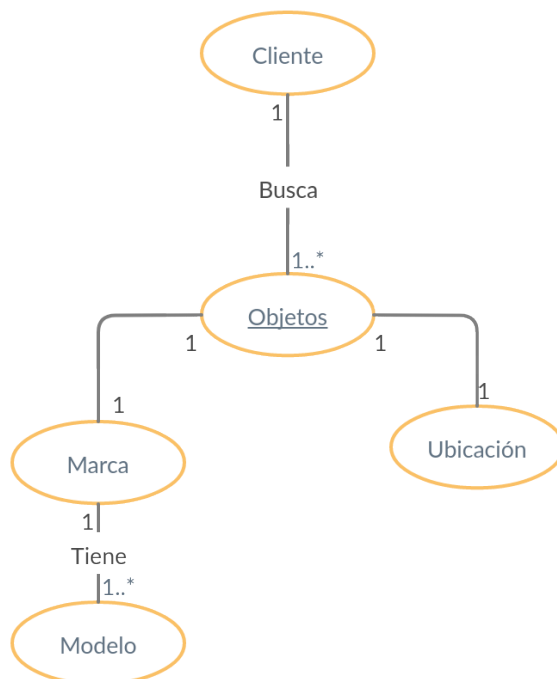 Cliente
1
Busca
1..*
Objetos
1
1
1
1
Marca
Ubicación
1
Tiene
1..*
Modelo